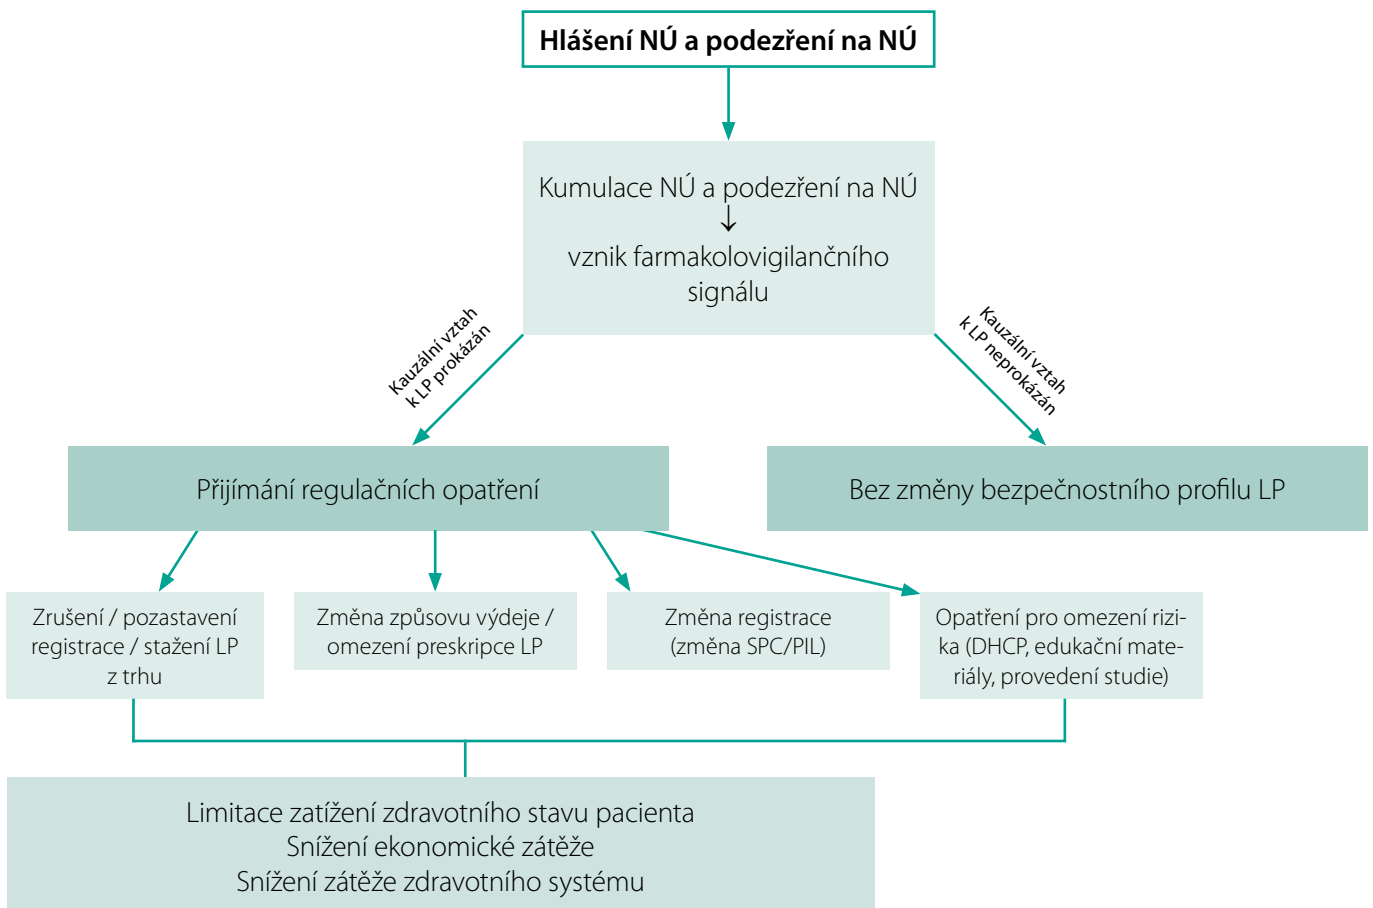 Hlášení NÚ a podezření na NÚ
Kumulace NÚ a podezření na NÚ
↓
vznik farmakolovigilančního
signálu
Kauzální vztah
k LP prokázán
Kauzální vztah
k LP neprokázán
Přijímání regulačních opatření
Bez změny bezpečnostního profilu LP
Zrušení / pozastavení
registrace / stažení LP
z trhu
Změna způsovu výdeje /
omezení preskripce LP
Změna registrace
(změna SPC/PIL)
Opatření pro omezení rizi-
ka (DHCP, edukační mate-
riály, provedení studie)
Limitace zatížení zdravotního stavu pacienta
Snížení ekonomické zátěže
Snížení zátěže zdravotního systému